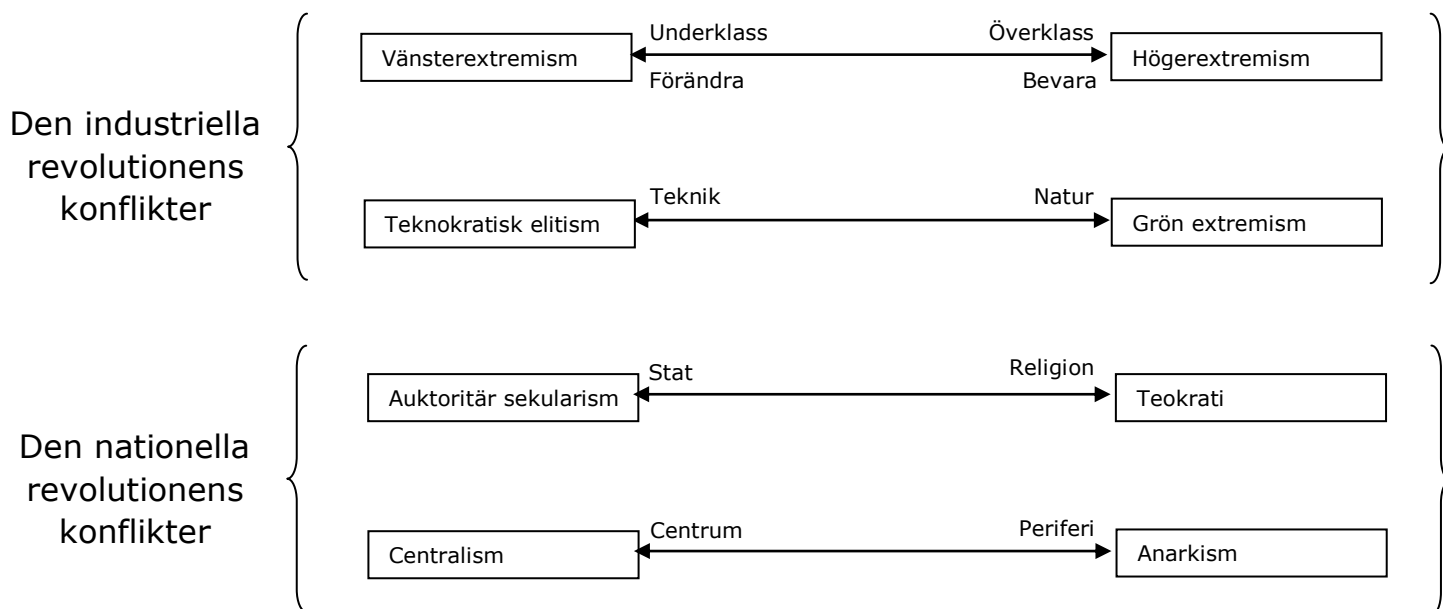 Underklass Överklass
Vänsterextremism Högerextremism
Förändra Bevara
Den industriella
revolutionens
konflikter
Teknik Natur
Teknokratisk elitism Grön extremism
Stat Religion
Auktoritär sekularism Teokrati
Den nationella
revolutionens
konflikter
Centrum Periferi
Centralism Anarkism